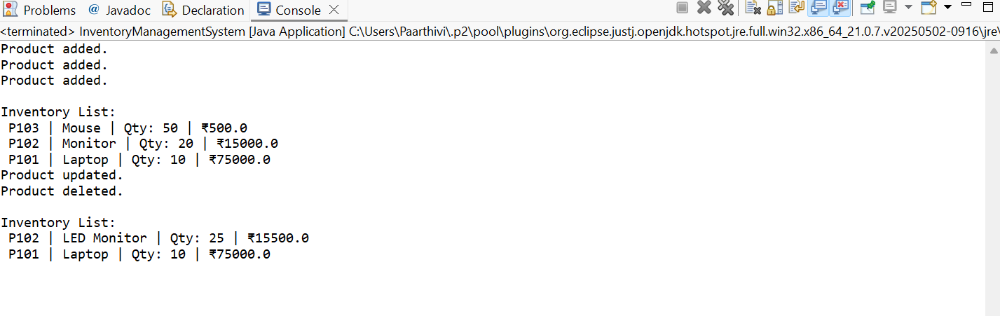 Problems @ Javadoc Declaration Console
<terminated> InventoryManagementSystem [Java Application] C:\Users\Paarthivi\.p2\pool\plugins\org.eclipse.justj.openjdk.hotspot.jre.full.win32.x86_64_21.0.7.v20250502-0916\jre\
Product added.
Product added.
Product added.

Inventory List:
 P103 | Mouse | Qty: 50 | ₹500.0
 P102 | Monitor | Qty: 20 | ₹15000.0
 P101 | Laptop | Qty: 10 | ₹75000.0
Product updated.
Product deleted.

Inventory List:
 P102 | LED Monitor | Qty: 25 | ₹15500.0
 P101 | Laptop | Qty: 10 | ₹75000.0